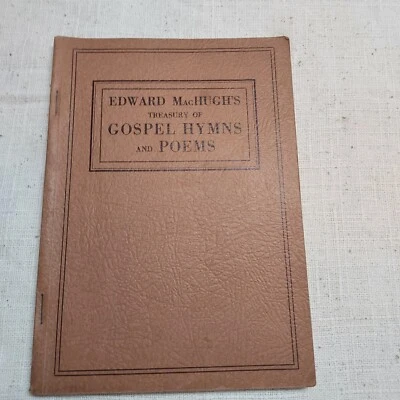 EDWARD MACHUGH'S
TREASURY OF
GOSPEL HYMNS
AND POEMS